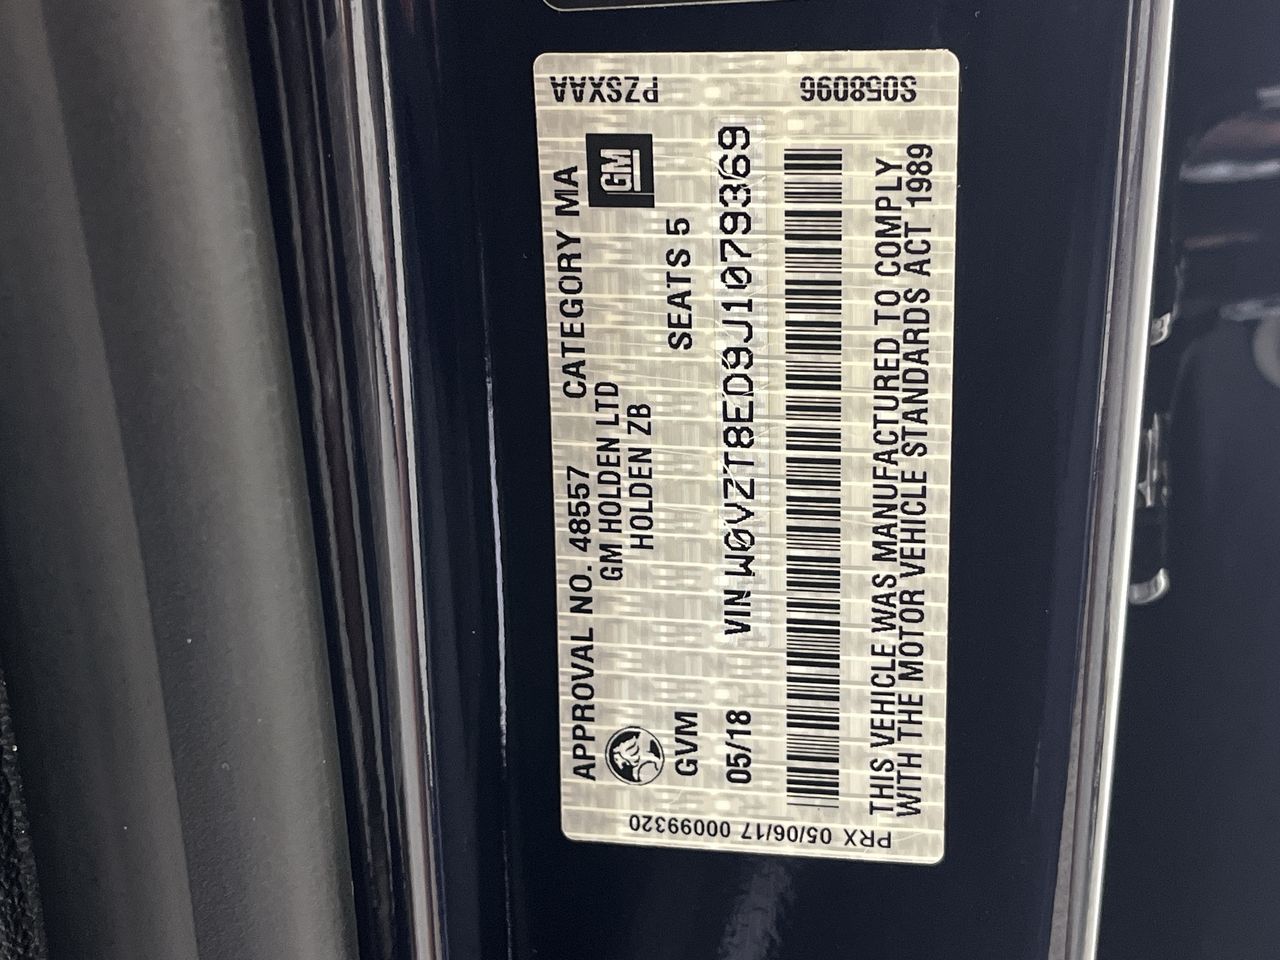 APPROVAL NO. 48557 CATEGORY MA
GM HOLDEN LTD
HOLDEN ZB
GM
GVM SEATS 5
05/18 VIN W0VZT8ED9J1079369
THIS VEHICLE WAS MANUFACTURED TO COMPLY
WITH THE MOTOR VEHICLE STANDARDS ACT 1989
PZSXAA S058096
PRX 05/06/17 00099320